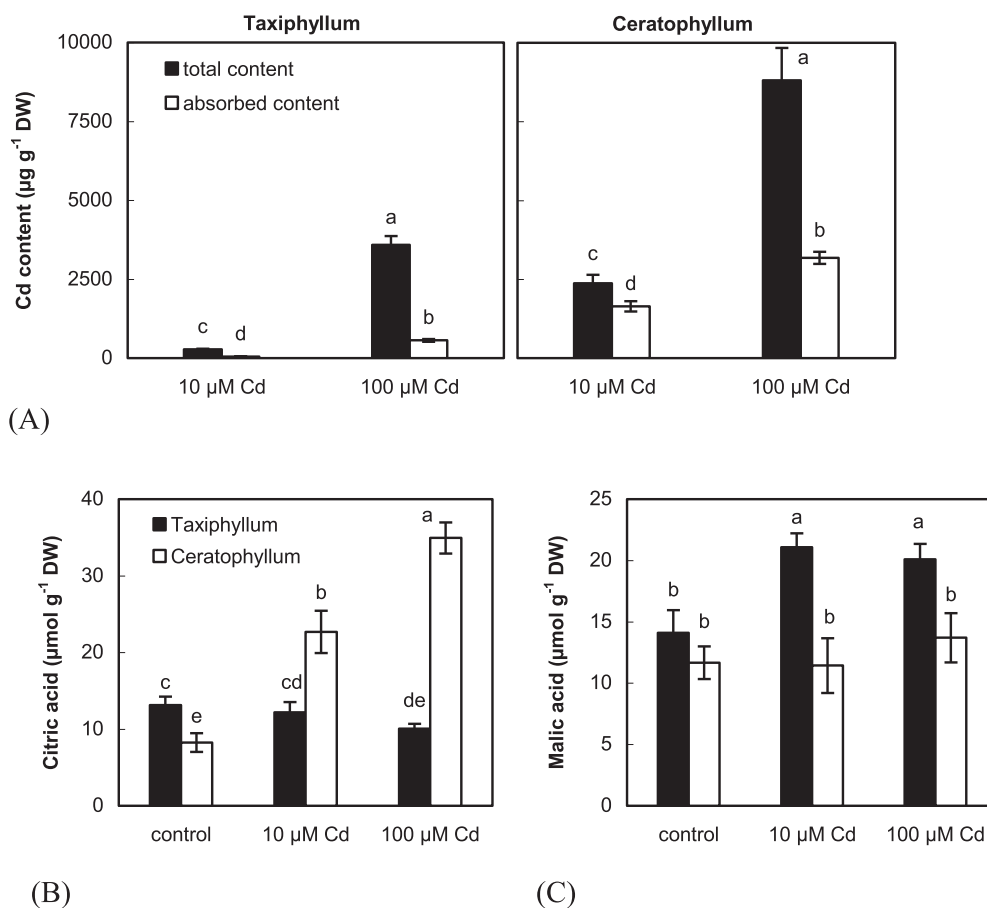 Taxiphyllum
Ceratophyllum
Cd content (µg g⁻¹ DW)
10000
7500
5000
2500
0
total content
absorbed content
c
d
a
b
c
d
a
b
10 µM Cd
100 µM Cd
10 µM Cd
100 µM Cd
(A)
Citric acid (µmol g⁻¹ DW)
40
30
20
10
0
Taxiphyllum
Ceratophyllum
c
e
cd
b
de
a
control
10 µM Cd
100 µM Cd
(B)
Malic acid (µmol g⁻¹ DW)
25
20
15
10
5
0
b
b
a
b
a
b
control
10 µM Cd
100 µM Cd
(C)